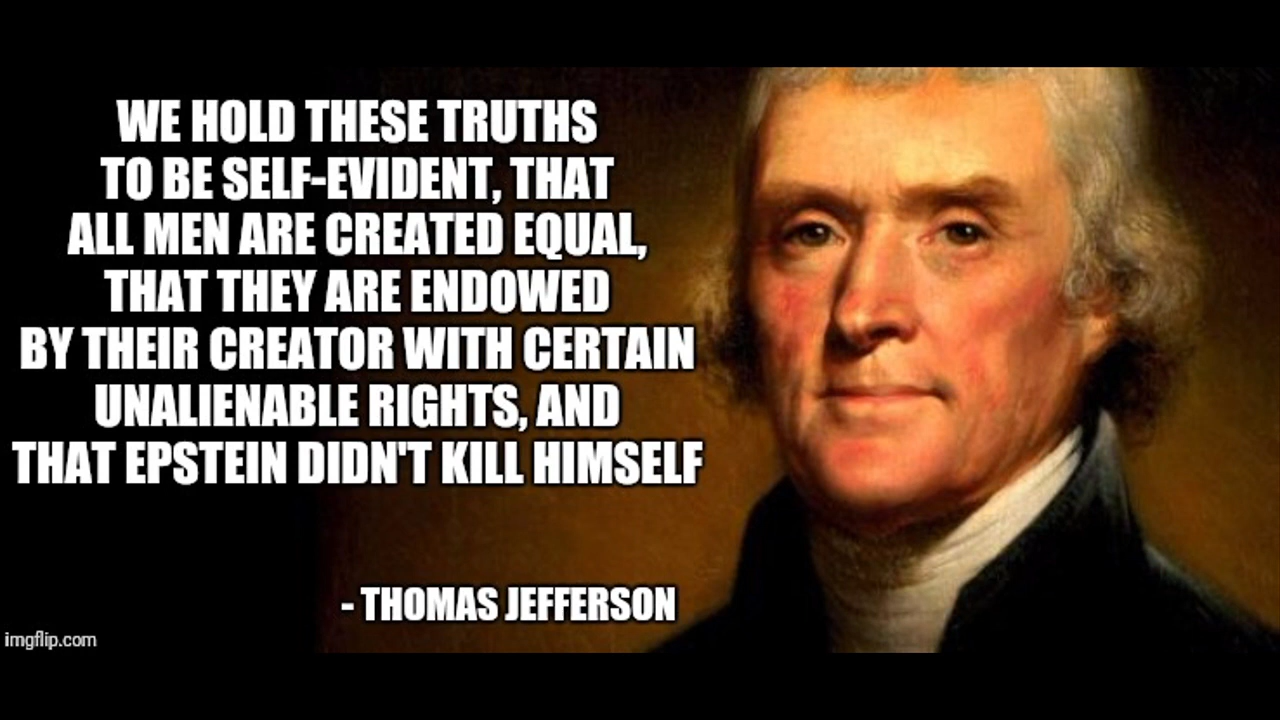 WE HOLD THESE TRUTHS
TO BE SELF-EVIDENT, THAT
ALL MEN ARE CREATED EQUAL,
THAT THEY ARE ENDOWED
BY THEIR CREATOR WITH CERTAIN
UNALIENABLE RIGHTS, AND
THAT EPSTEIN DIDN'T KILL HIMSELF
- THOMAS JEFFERSON
imgflip.com